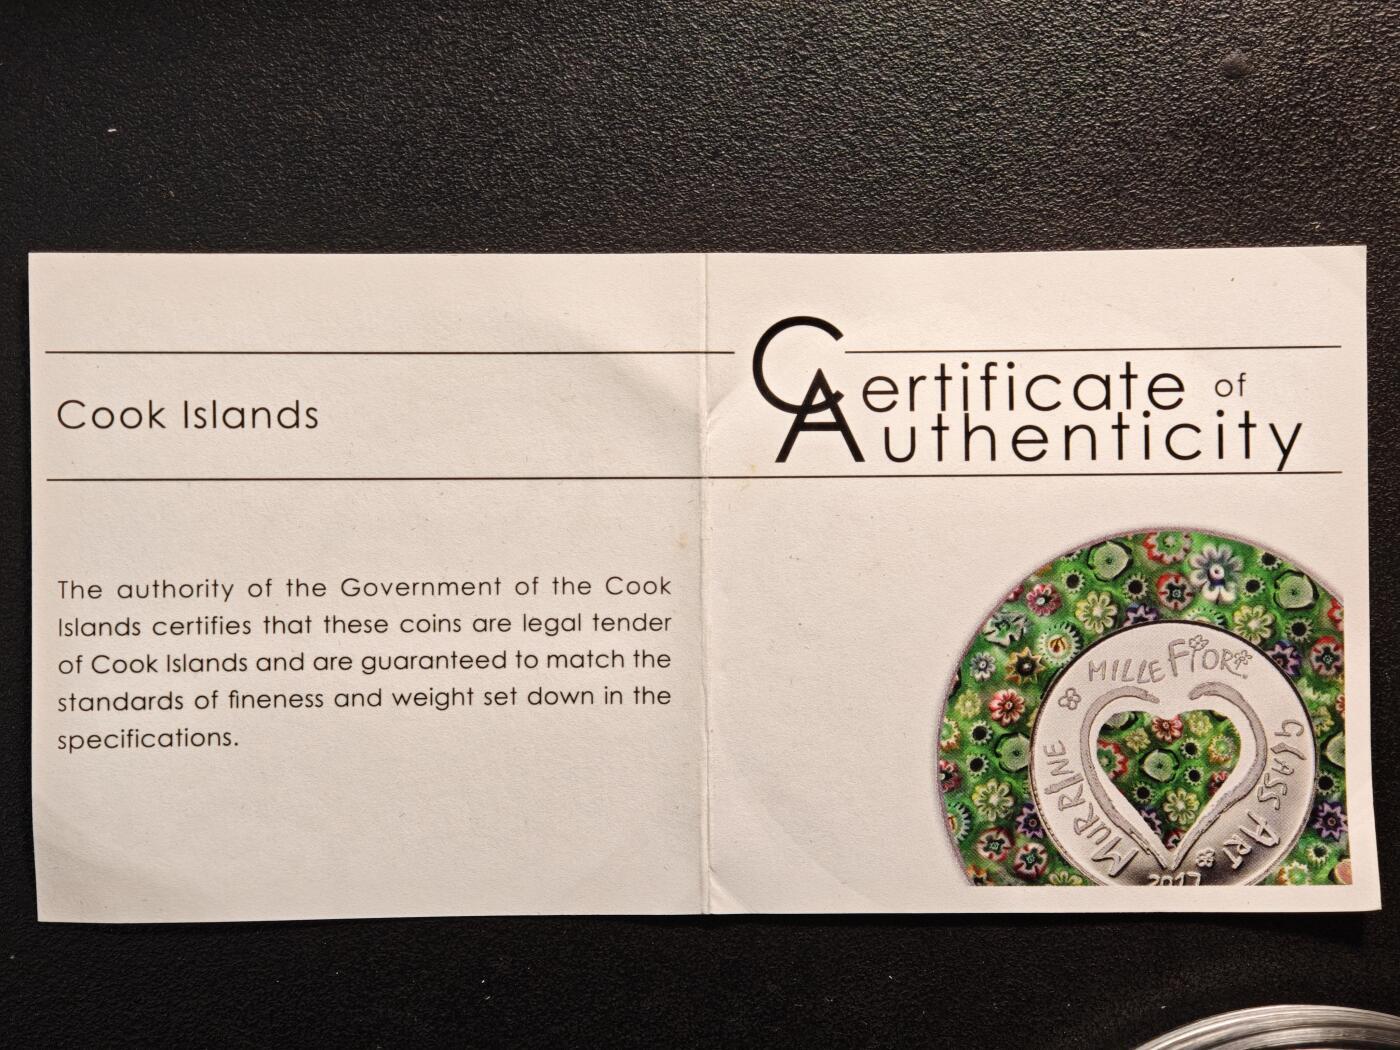 Cook Islands
The authority of the Government of the Cook
Islands certifies that these coins are legal tender
of Cook Islands and are guaranteed to match the
standards of fineness and weight set down in the
specifications.
Certificate of
Authenticity
MILLEFIORI
MURRINE
GLASS ART
2017